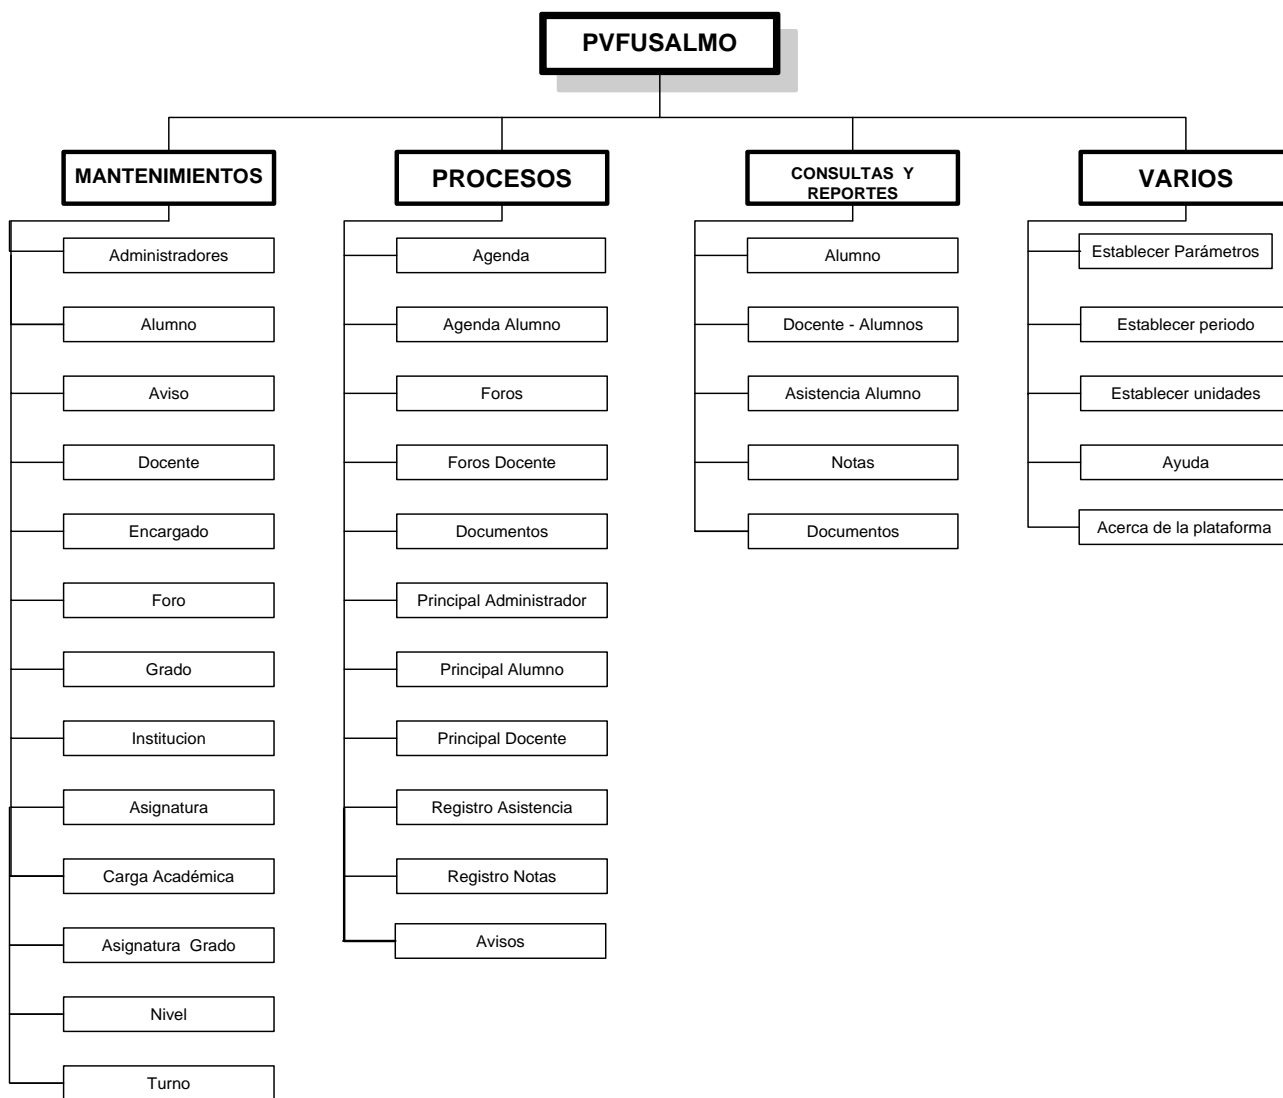 PVFUSALMO
MANTENIMIENTOS
Administradores
Alumno
Aviso
Docente
Encargado
Foro
Grado
Institucion
Asignatura
Carga Académica
Asignatura Grado
Nivel
Turno
PROCESOS
Agenda
Agenda Alumno
Foros
Foros Docente
Documentos
Principal Administrador
Principal Alumno
Principal Docente
Registro Asistencia
Registro Notas
Avisos
CONSULTAS Y
REPORTES
Alumno
Docente - Alumnos
Asistencia Alumno
Notas
Documentos
VARIOS
Establecer Parámetros
Establecer periodo
Establecer unidades
Ayuda
Acerca de la plataforma